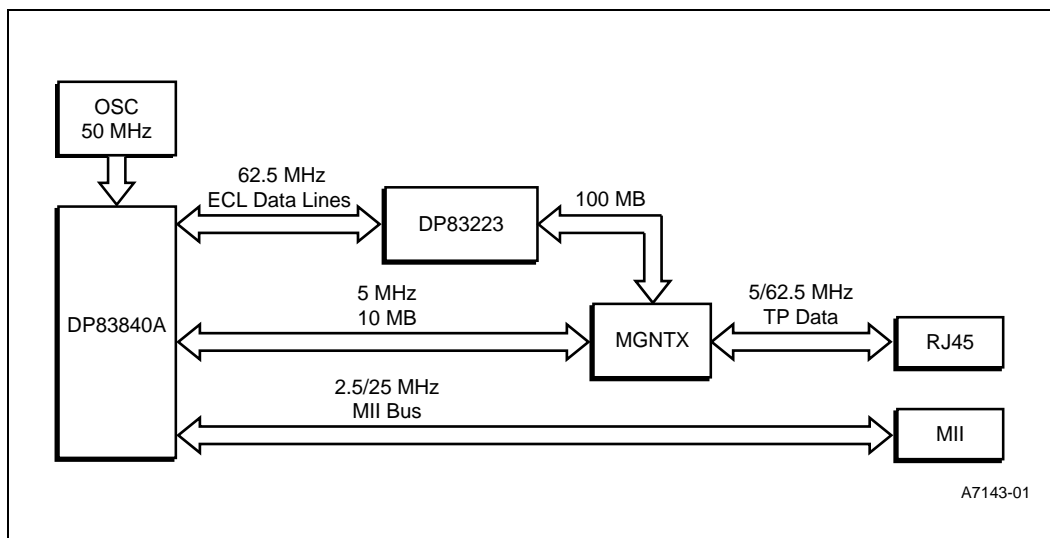 OSC
50 MHz
62.5 MHz
ECL Data Lines
DP83223
100 MB
DP83840A
5 MHz
10 MB
MGNTX
5/62.5 MHz
TP Data
RJ45
2.5/25 MHz
MII Bus
MII
A7143-01